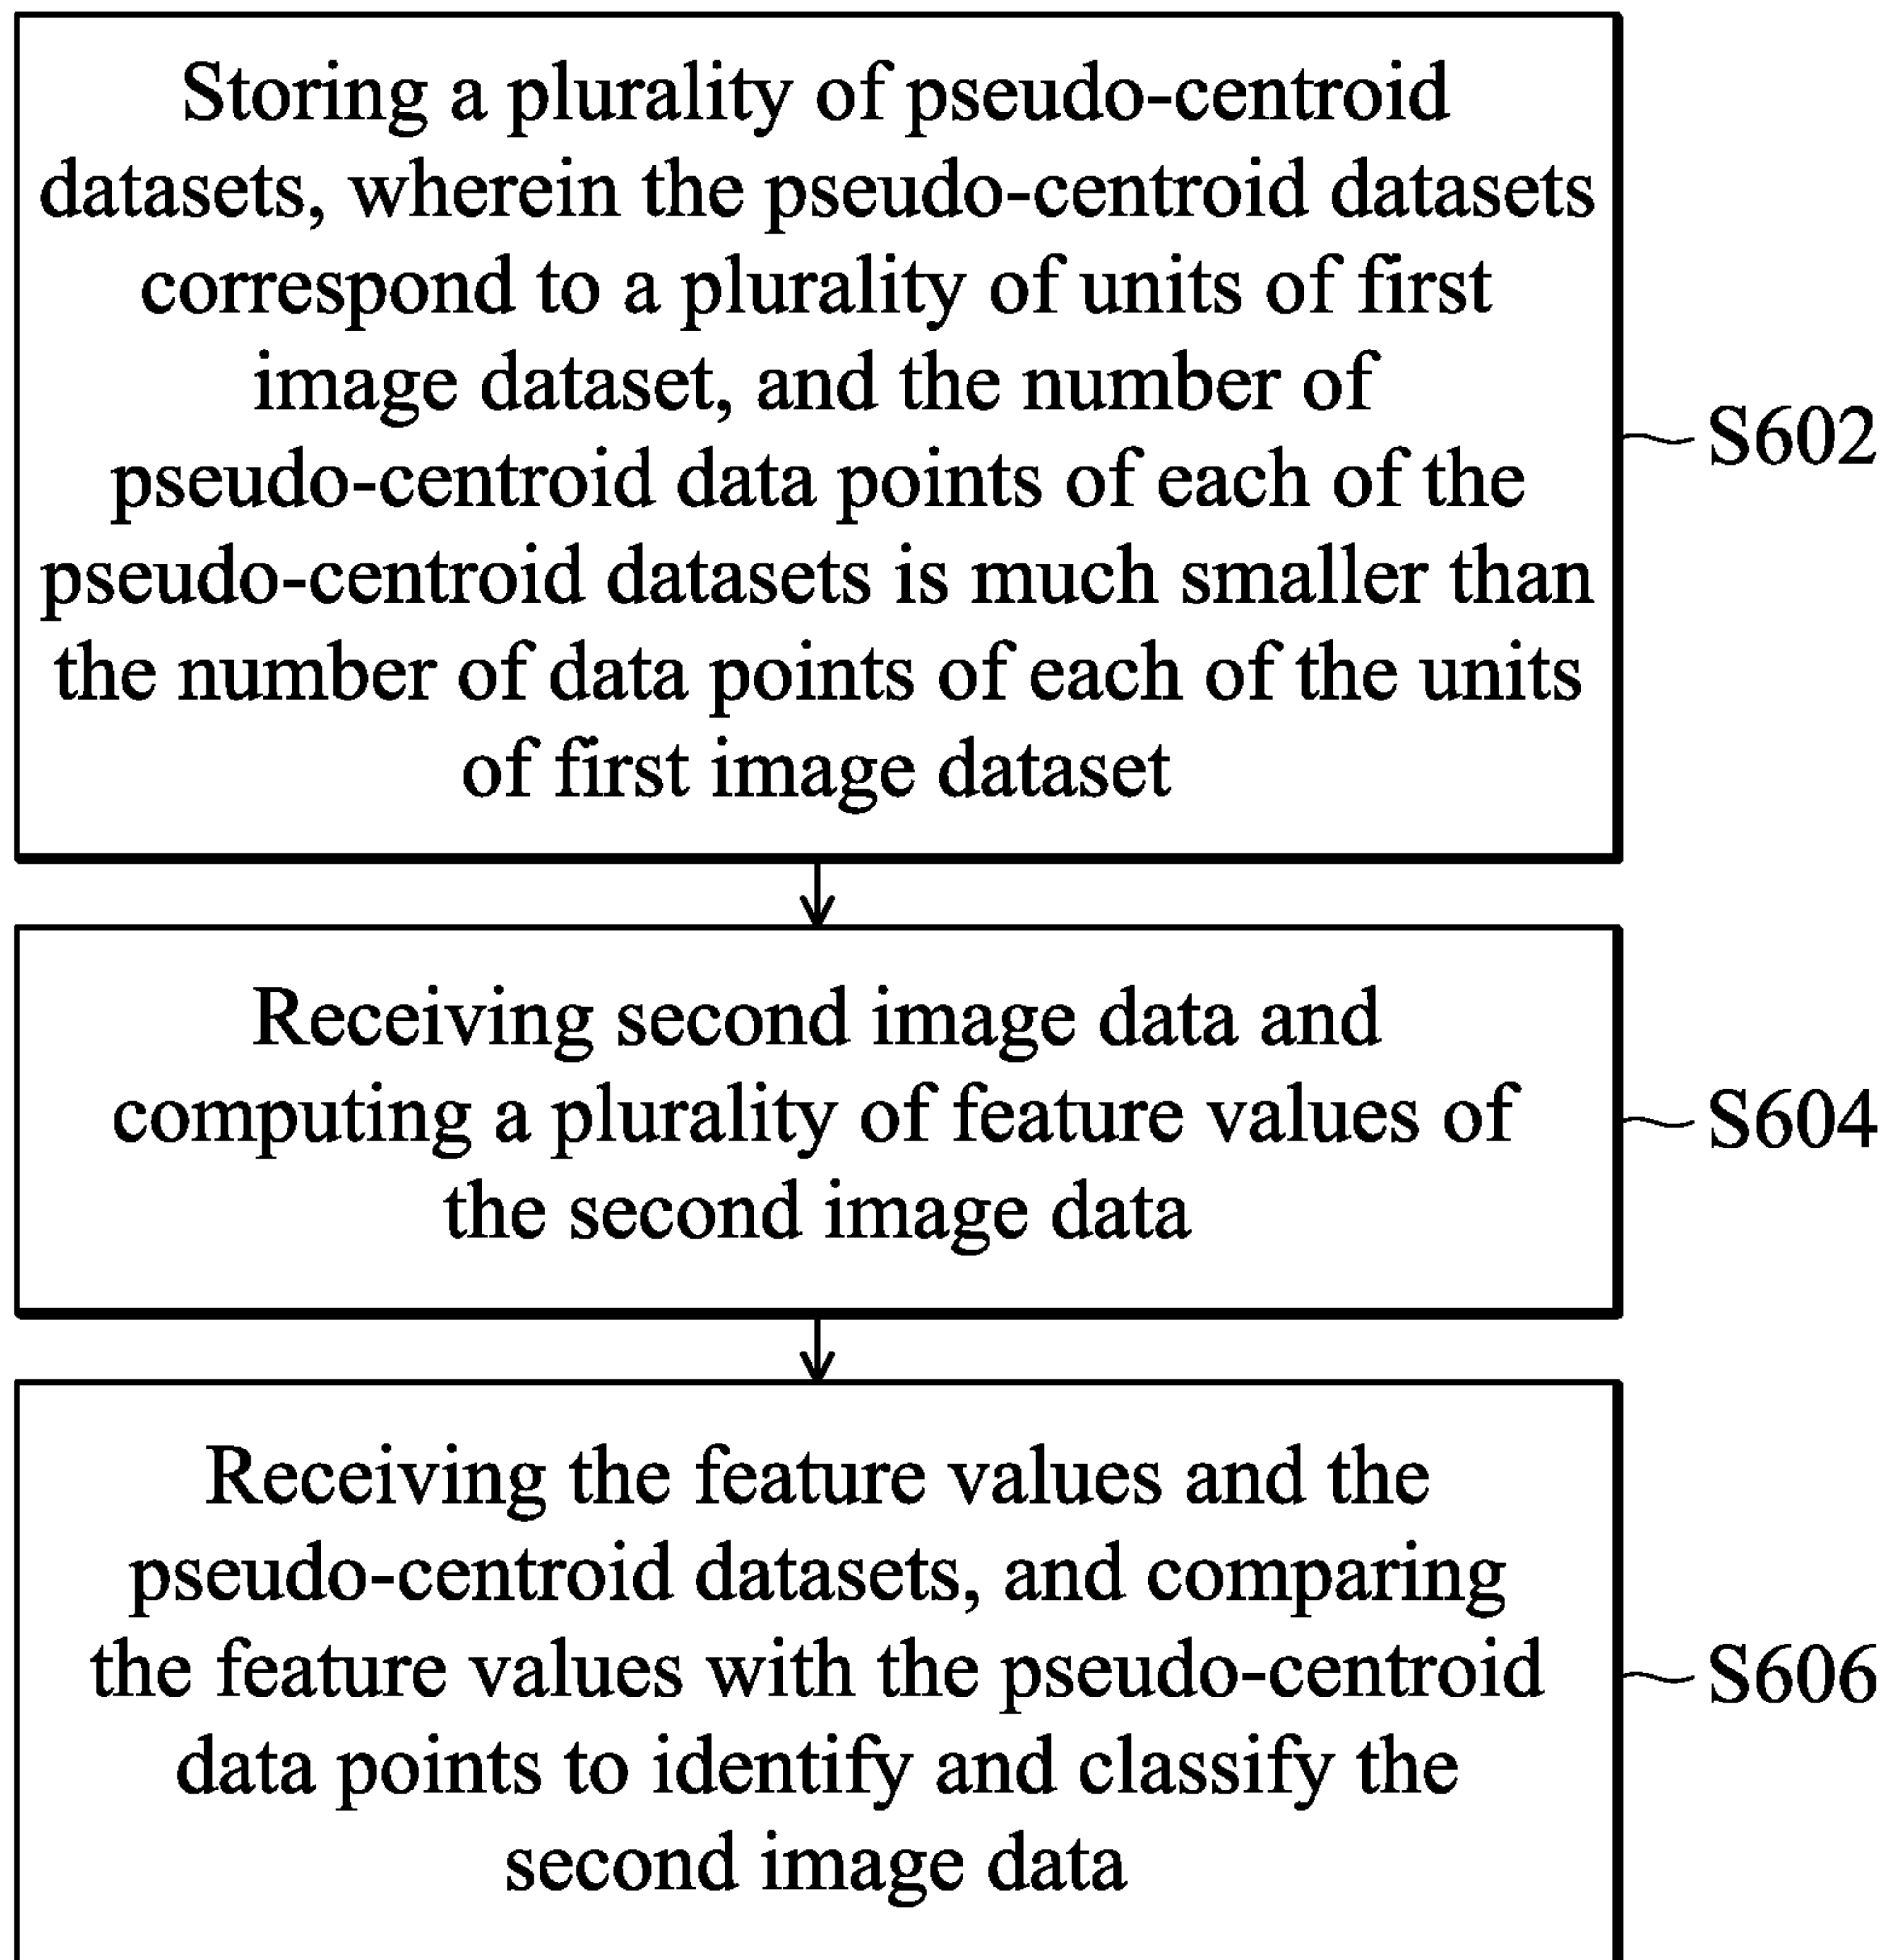 Storing a plurality of pseudo-centroid
datasets, wherein the pseudo-centroid datasets
correspond to a plurality of units of first
image dataset, and the number of
pseudo-centroid data points of each of the
pseudo-centroid datasets is much smaller than
the number of data points of each of the units
of first image dataset
S602
Receiving second image data and
computing a plurality of feature values of
the second image data
S604
Receiving the feature values and the
pseudo-centroid datasets, and comparing
the feature values with the pseudo-centroid
data points to identify and classify the
second image data
S606